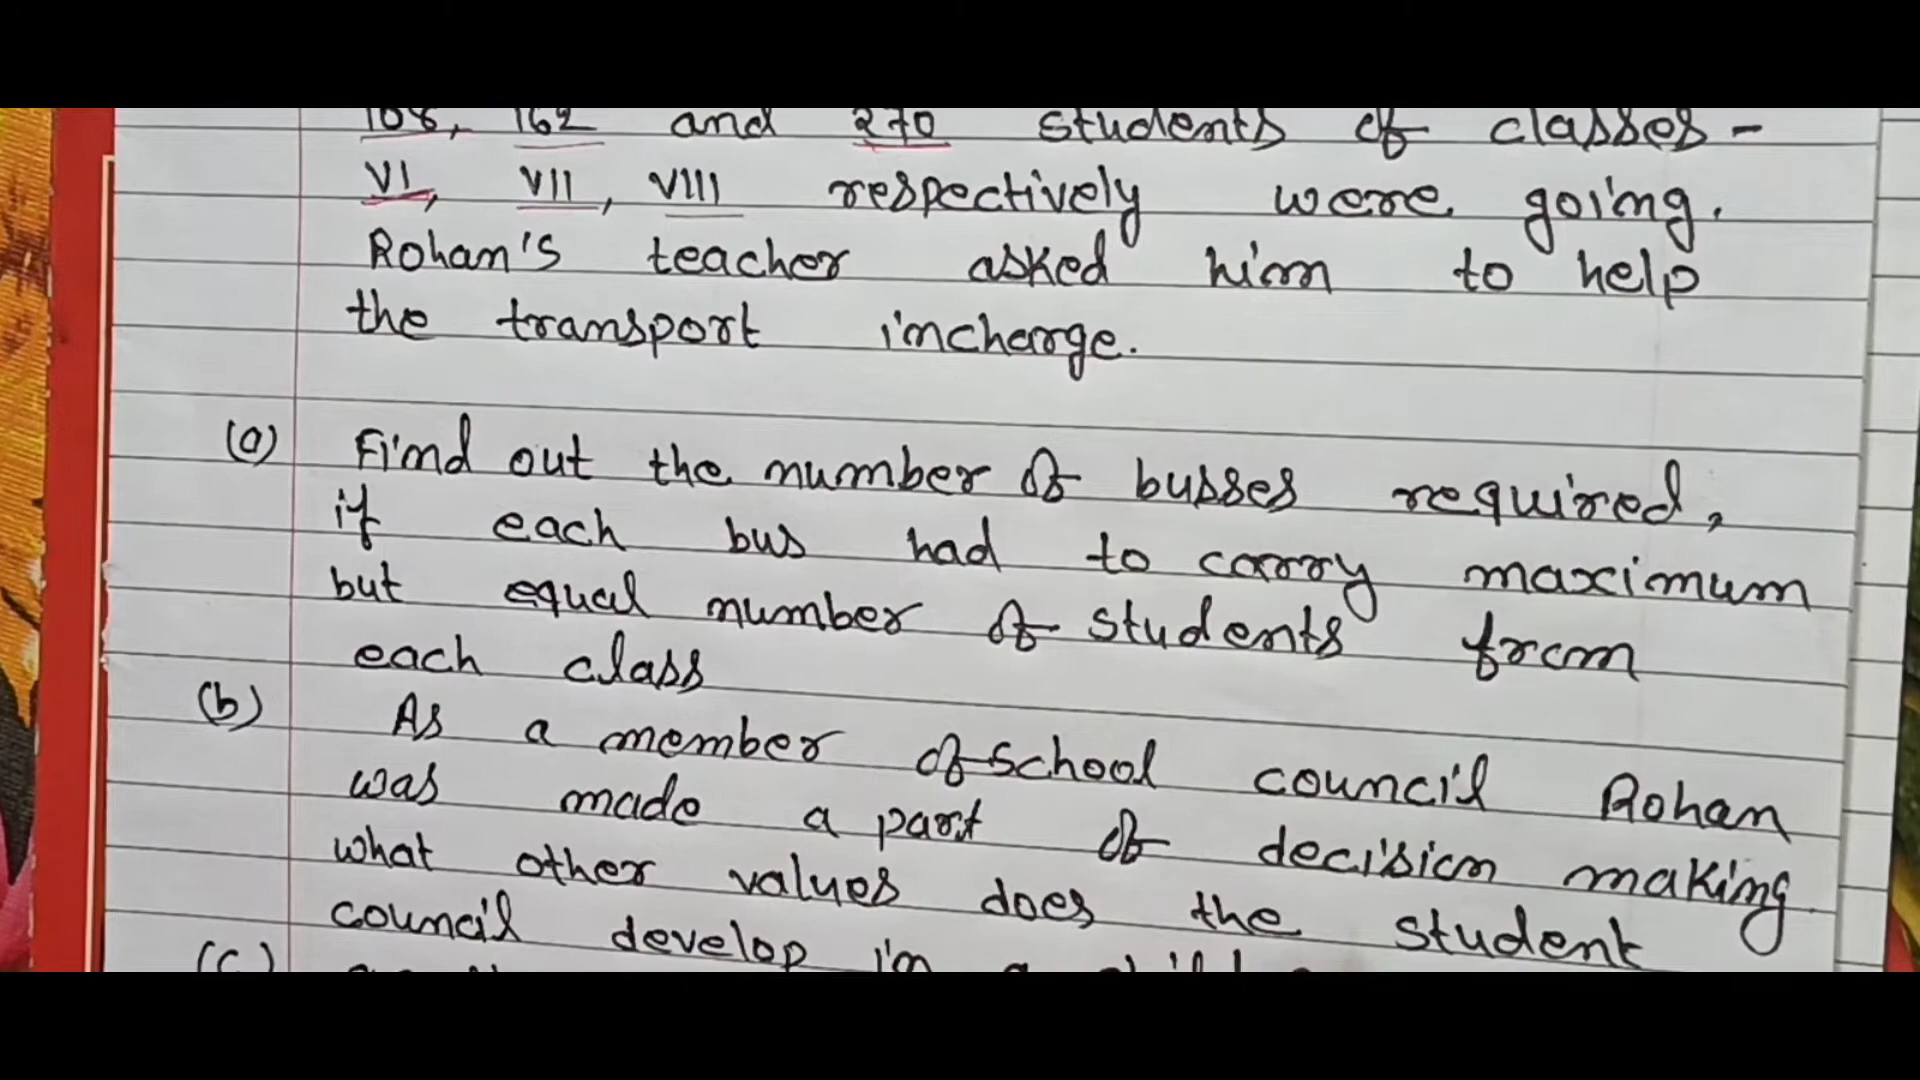 108, 162 and 270 students of classes -
VI, VII, VIII respectively were going.
Rohan's teacher asked him to help
the transport incharge.
(a) Find out the number of busses required,
if each bus had to carry maximum
but equal number of students from
each class
(b) As a member of school council Rohan
was made a part of decision making
what other values does the student
council develop in a
(c)